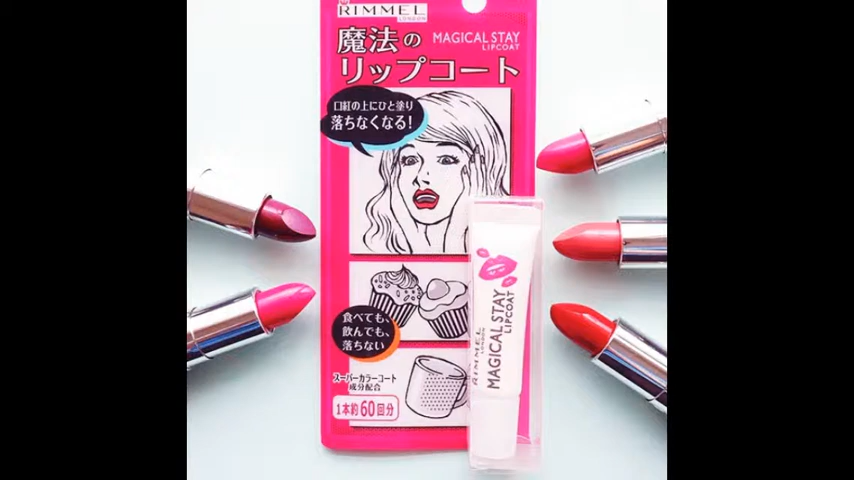 RIMMEL
LONDON
魔法の
リップコート
MAGICAL STAY
LIPCOAT
口紅の上にひと塗り
落ちなくなる!
食べても、
飲んでも、
落ちない
スーパーカラーコート
成分配合
1本約60回分
RIMMEL
LONDON
MAGICAL STAY
LIPCOAT